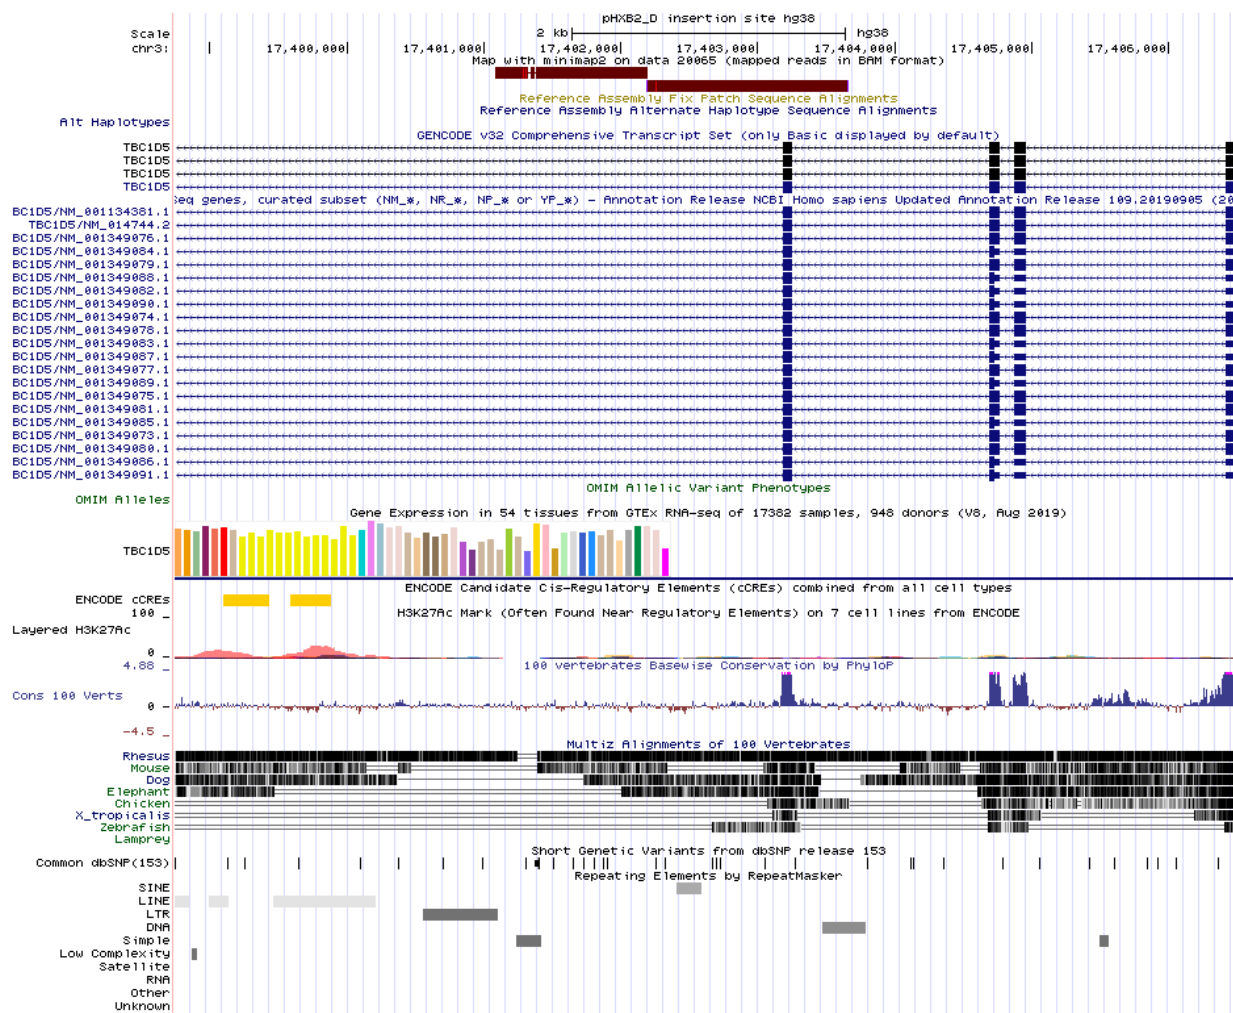 pHXB2_D insertion site hg38
Scale 2 kb hg38
chr3: 17,400,000 17,401,000 17,402,000 17,403,000 17,404,000 17,405,000 17,406,000
Map with minimap2 on data 20065 (mapped reads in BAM format)
Reference Assembly Fix Patch Sequence Alignments
Reference Assembly Alternate Haplotype Sequence Alignments
Alt Haplotypes
GENCODE v32 Comprehensive Transcript Set (only Basic displayed by default)
TBC1D5
TBC1D5
TBC1D5
TBC1D5
Seq genes, curated subset (NM_*, NR_*, NP_* or YP_*) - Annotation Release NCBI Homo sapiens Updated Annotation Release 109.20190905 (20
BC1D5/NM_001134381.1
TBC1D5/NM_014744.2
BC1D5/NM_001349076.1
BC1D5/NM_001349084.1
BC1D5/NM_001349079.1
BC1D5/NM_001349088.1
BC1D5/NM_001349082.1
BC1D5/NM_001349090.1
BC1D5/NM_001349074.1
BC1D5/NM_001349078.1
BC1D5/NM_001349083.1
BC1D5/NM_001349087.1
BC1D5/NM_001349077.1
BC1D5/NM_001349089.1
BC1D5/NM_001349075.1
BC1D5/NM_001349081.1
BC1D5/NM_001349085.1
BC1D5/NM_001349073.1
BC1D5/NM_001349080.1
BC1D5/NM_001349086.1
BC1D5/NM_001349091.1
OMIM Allelic Variant Phenotypes
OMIM Alleles
Gene Expression in 54 tissues from GTEx RNA-seq of 17382 samples, 948 donors (V8, Aug 2019)
TBC1D5
ENCODE Candidate Cis-Regulatory Elements (cCREs) combined from all cell types
ENCODE cCREs
H3K27Ac Mark (Often Found Near Regulatory Elements) on 7 cell lines from ENCODE
100 _
Layered H3K27Ac
0 _
100 vertebrates Basewise Conservation by PhyloP
4.88 _
Cons 100 Verts
0 _
-4.5 _
Multiz Alignments of 100 Vertebrates
Rhesus
Mouse
Dog
Elephant
Chicken
X_tropicalis
Zebrafish
Lamprey
Short Genetic Variants from dbSNP release 153
Common dbSNP(153)
Repeating Elements by RepeatMasker
SINE
LINE
LTR
DNA
Simple
Low Complexity
Satellite
RNA
Other
Unknown